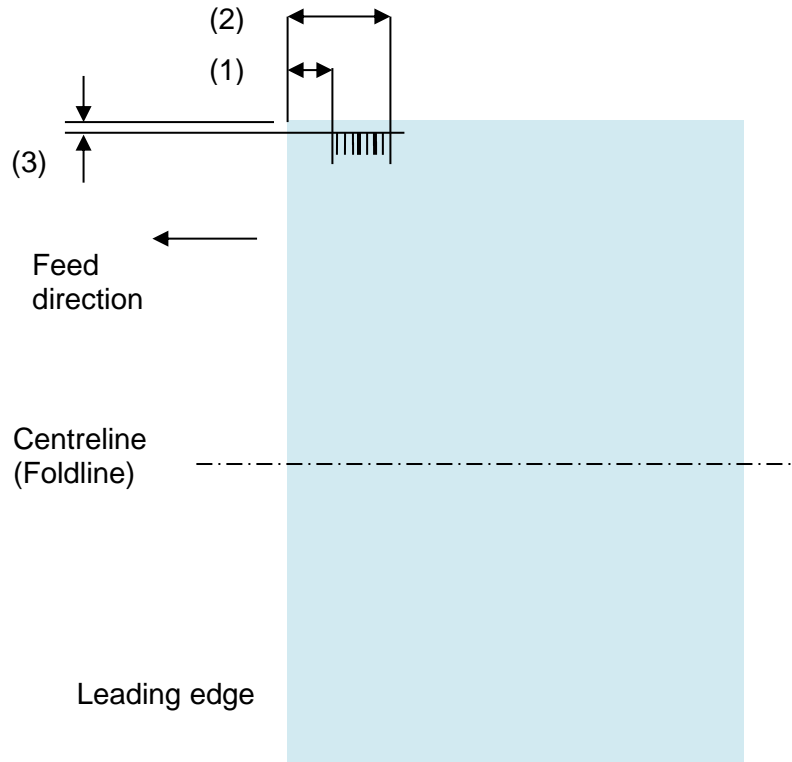 (2)
(1)
(3)
Feed
direction
Centreline
(Foldline)
Leading edge